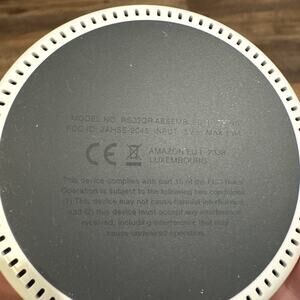 MODEL NO.
FCC ID: 2AHSE-2045 INPUT
CE AMAZON EU
LUXEMBOURG
This device complies with part 15 of the FCC Rules.
Operation is subject to the following two conditions:
(1) This device may not cause harmful interference,
and (2) this device must accept any interference
received, including interference that may
cause undesired operation.